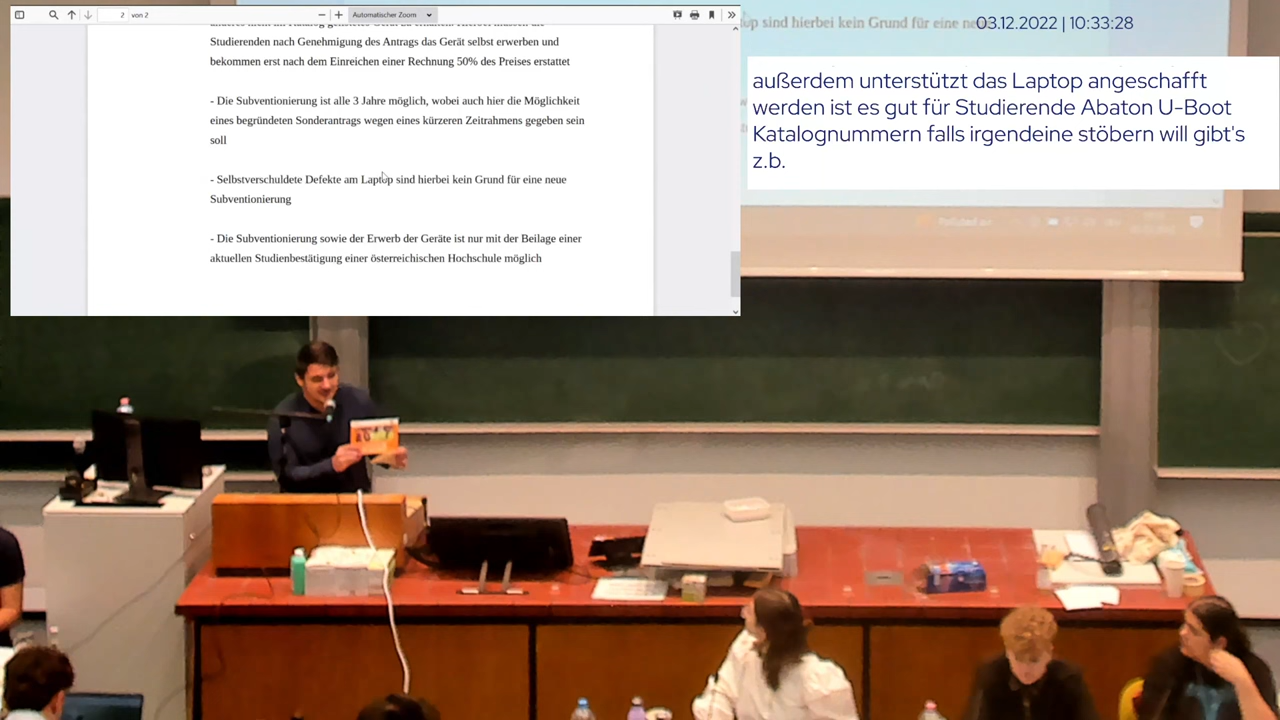 2 von 2
Automatischer Zoom
Studierenden nach Genehmigung des Antrags das Gerät selbst erwerben und
bekommen erst nach dem Einreichen einer Rechnung 50% des Preises erstattet
- Die Subventionierung ist alle 3 Jahre möglich, wobei auch hier die Möglichkeit
eines begründeten Sonderantrags wegen eines kürzeren Zeitrahmens gegeben sein
soll
- Selbstverschuldete Defekte am Laptop sind hierbei kein Grund für eine neue
Subventionierung
- Die Subventionierung sowie der Erwerb der Geräte ist nur mit der Beilage einer
aktuellen Studienbestätigung einer österreichischen Hochschule möglich
sind hierbei kein Grund für eine
03.12.2022 | 10:33:28
außerdem unterstützt das Laptop angeschafft
werden ist es gut für Studierende Abaton U-Boot
Katalognummern falls irgendeine stöbern will gibt's
z.b.